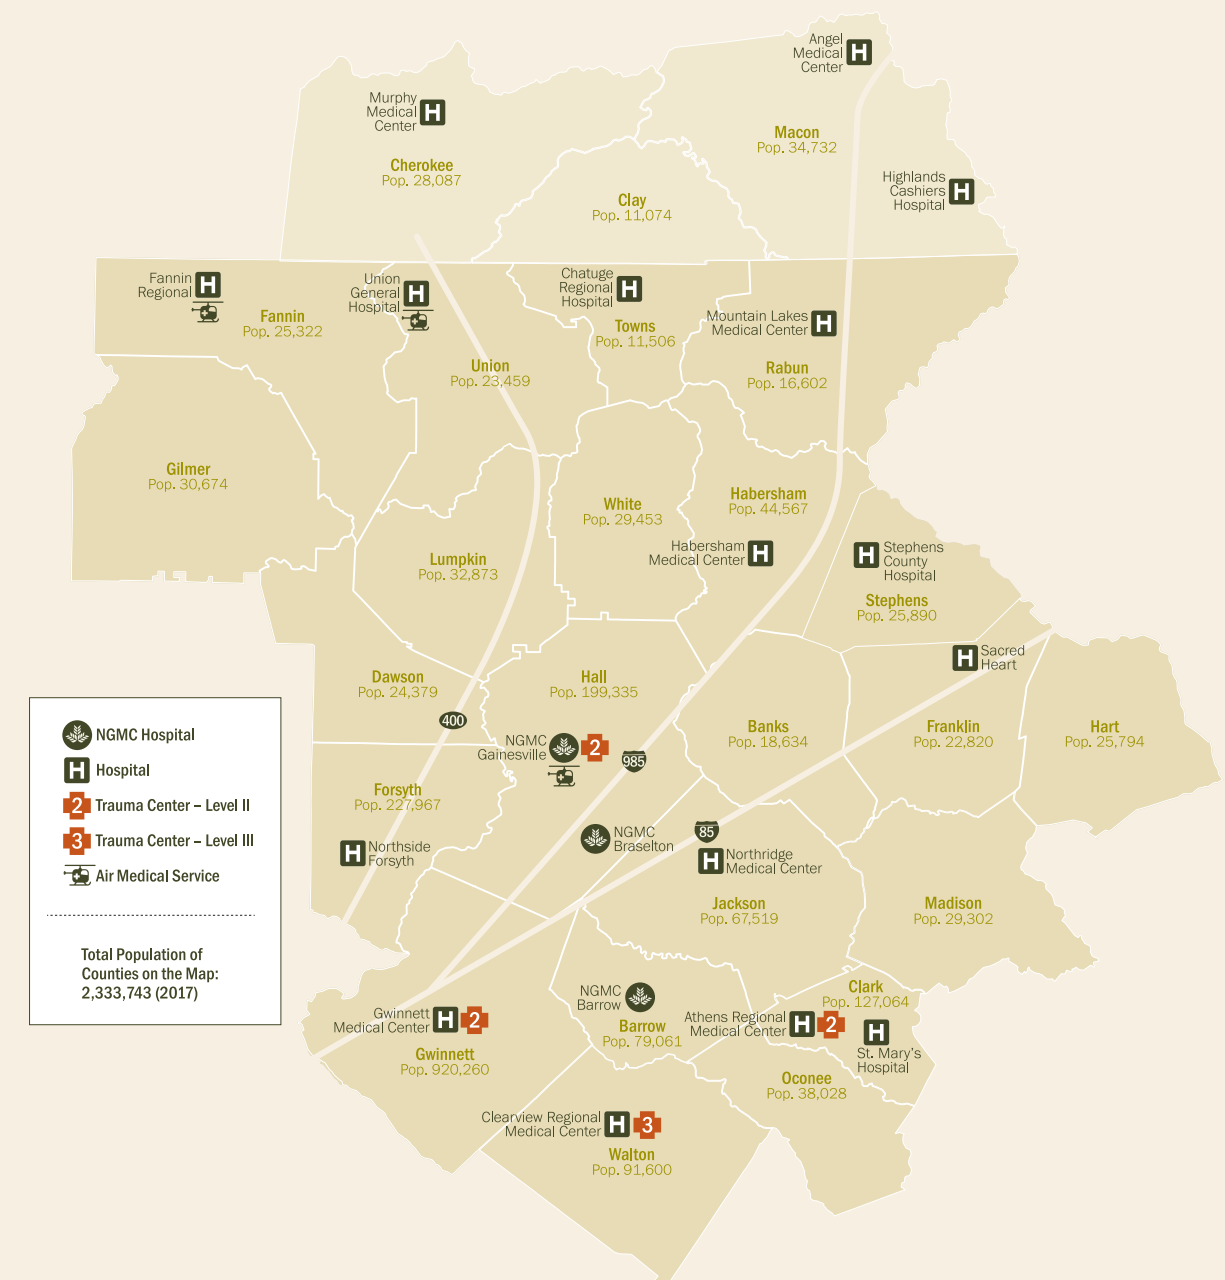 Angel
Medical
Center
H
Murphy
Medical
Center
H
Macon
Pop. 34,732
Cherokee
Pop. 28,087
Highlands
Cashiers
Hospital
H
Clay
Pop. 11,074
Fannin
Regional
H
Union
General
Hospital
H
Chatuge
Regional
Hospital
H
Fannin
Pop. 25,322
Mountain Lakes
Medical Center
H
Towns
Pop. 11,506
Union
Pop. 23,459
Rabun
Pop. 16,602
Gilmer
Pop. 30,674
White
Pop. 29,453
Habersham
Pop. 44,567
Habersham
Medical Center
H
H
Stephens
County
Hospital
Lumpkin
Pop. 32,873
Stephens
Pop. 25,890
H
Sacred
Heart
Dawson
Pop. 24,379
Hall
Pop. 199,335
400
Banks
Pop. 18,634
Franklin
Pop. 22,820
Hart
Pop. 25,794
NGMC
Gainesville
2
985
Forsyth
Pop. 227,967
H
Northside
Forsyth
NGMC
Braselton
85
H
Northridge
Medical Center
Jackson
Pop. 67,519
Madison
Pop. 29,302
NGMC
Barrow
Barrow
Pop. 79,061
Clark
Pop. 127,064
Athens Regional
Medical Center
H
2
H
St. Mary's
Hospital
Gwinnett
Medical Center
H
2
Gwinnett
Pop. 920,260
Oconee
Pop. 38,028
Clearview Regional
Medical Center
H
3
Walton
Pop. 91,600
NGMC Hospital
H
Hospital
2
Trauma Center – Level II
3
Trauma Center – Level III
Air Medical Service
Total Population of
Counties on the Map:
2,333,743 (2017)